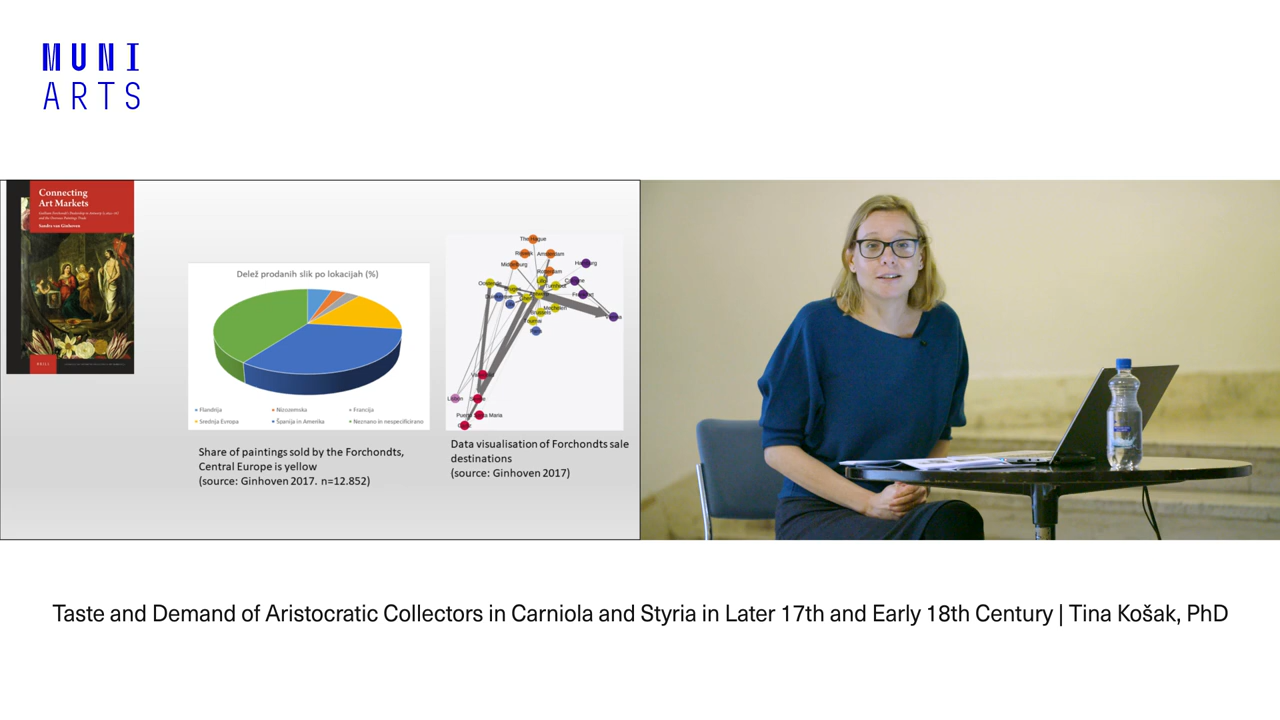 MUNI
ARTS
Connecting
Art Markets
Sandra van Ginhoven
BRILL
Delež prodanih slik po lokacijah (%)
Flandrija
Nizozemska
Francija
Srednja Evropa
Španija in Amerika
Neznano in nespecificirano
Share of paintings sold by the Forchondts,
Central Europe is yellow
(source: Ginhoven 2017. n=12.852)
The Hague
Amsterdam
Middelburg
Rotterdam
Hamburg
Tournai
Paris
Lisbon
Data visualisation of Forchondts sale
destinations
(source: Ginhoven 2017)
Taste and Demand of Aristocratic Collectors in Carniola and Styria in Later 17th and Early 18th Century | Tina Košak, PhD